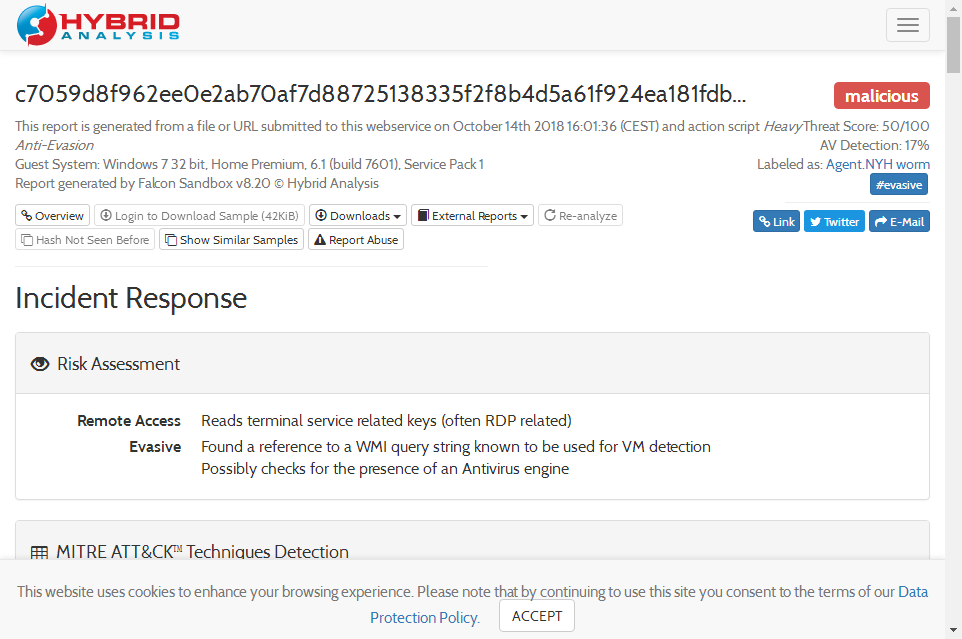 HYBRID
ANALYSIS
c7059d8f962ee0e2ab70af7d88725138335f2f8b4d5a61f924ea181fdb...
malicious
This report is generated from a file or URL submitted to this webservice on October 14th 2018 16:01:36 (CEST) and action script Heavy
Anti-Evasion
Threat Score: 50/100
AV Detection: 17%
Guest System: Windows 7 32 bit, Home Premium, 6.1 (build 7601), Service Pack 1
Labeled as: Agent.NYH worm
Report generated by Falcon Sandbox v8.20 © Hybrid Analysis
#evasive
Overview Login to Download Sample (42KiB) Downloads External Reports Re-analyze
Link Twitter E-Mail
Hash Not Seen Before Show Similar Samples Report Abuse
Incident Response
Risk Assessment
Remote Access Reads terminal service related keys (often RDP related)
Evasive Found a reference to a WMI query string known to be used for VM detection
Possibly checks for the presence of an Antivirus engine
MITRE ATT&CK™ Techniques Detection
This website uses cookies to enhance your browsing experience. Please note that by continuing to use this site you consent to the terms of our Data
Protection Policy. ACCEPT